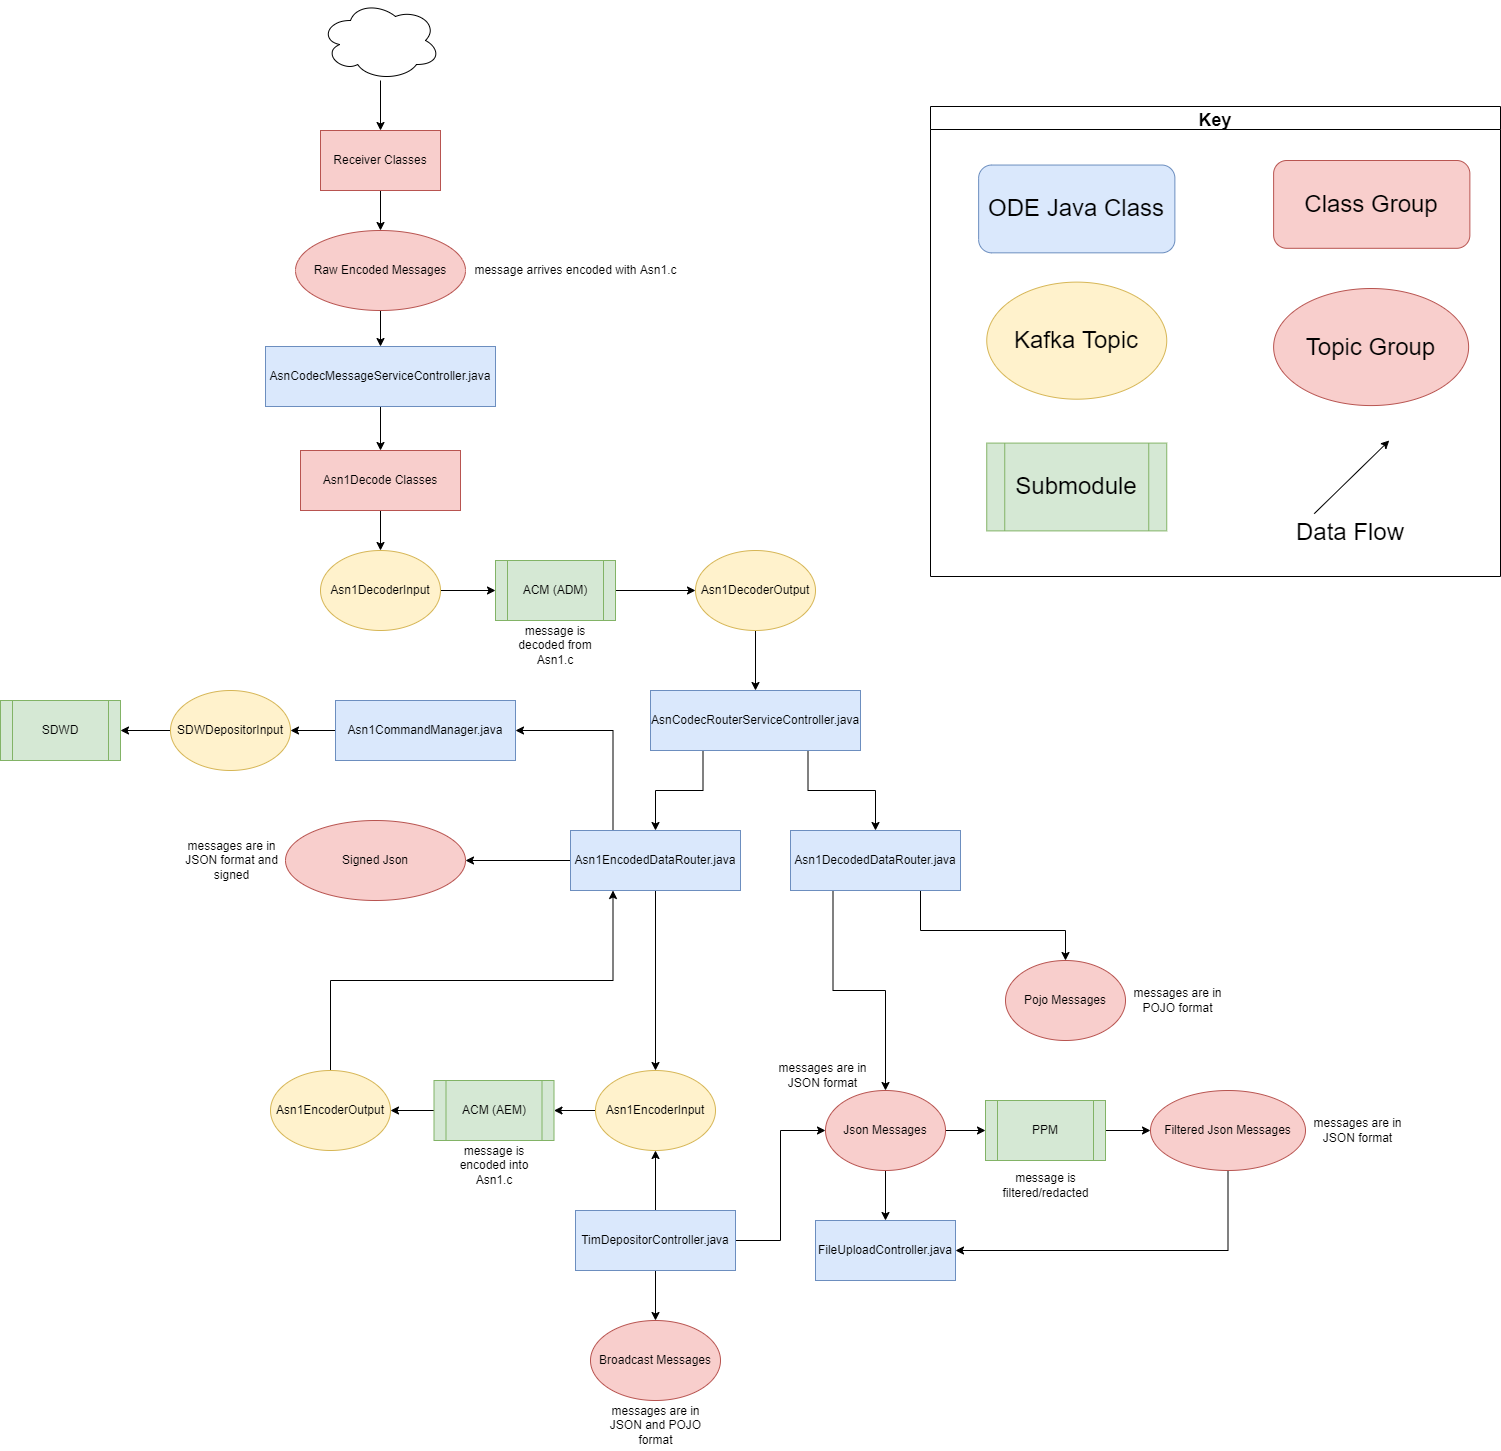 Key
ODE Java Class
Class Group
Kafka Topic
Topic Group
Submodule
Data Flow
Receiver Classes
Raw Encoded Messages
message arrives encoded with Asn1.c
AsnCodecMessageServiceController.java
Asn1Decode Classes
Asn1DecoderInput
ACM (ADM)
message is
decoded from
Asn1.c
Asn1DecoderOutput
SDWD
SDWDepositorInput
Asn1CommandManager.java
AsnCodecRouterServiceController.java
messages are in
JSON format and
signed
Signed Json
Asn1EncodedDataRouter.java
Asn1DecodedDataRouter.java
Pojo Messages
messages are in
POJO format
Asn1EncoderOutput
ACM (AEM)
message is
encoded into
Asn1.c
Asn1EncoderInput
messages are in
JSON format
Json Messages
PPM
message is
filtered/redacted
Filtered Json Messages
messages are in
JSON format
TimDepositorController.java
FileUploadController.java
Broadcast Messages
messages are in
JSON and POJO
format